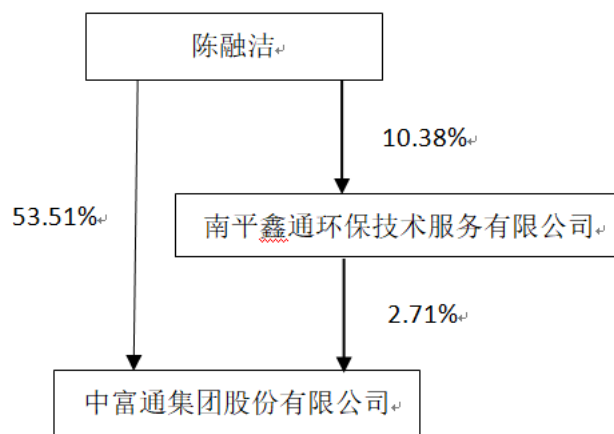 陈融洁
10.38%
53.51%
南平鑫通环保技术服务有限公司
2.71%
中富通集团股份有限公司